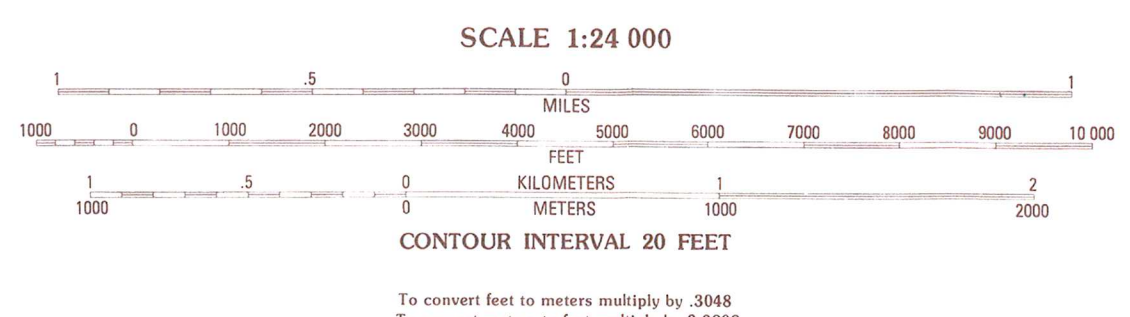 SCALE 1:24 000
1 .5 0 1
MILES
1000 0 1000 2000 3000 4000 5000 6000 7000 8000 9000 10 000
FEET
1 .5 0 KILOMETERS 1 2
1000 0 METERS 1000 2000
CONTOUR INTERVAL 20 FEET
To convert feet to meters multiply by .3048